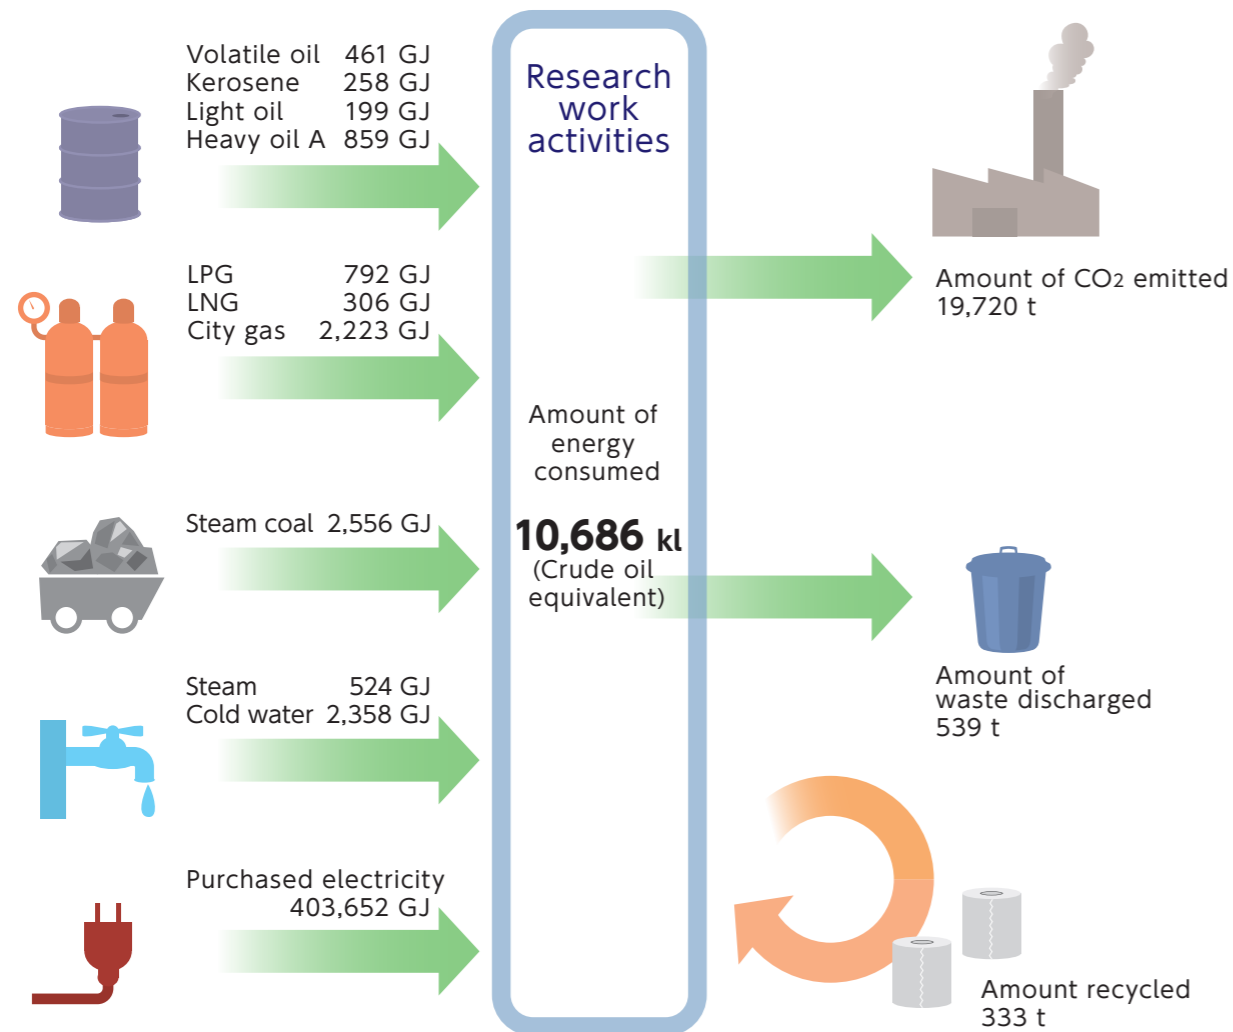 Volatile oil 461 GJ
Kerosene 258 GJ
Light oil 199 GJ
Heavy oil A 859 GJ
LPG 792 GJ
LNG 306 GJ
City gas 2,223 GJ
Steam coal 2,556 GJ
Steam 524 GJ
Cold water 2,358 GJ
Purchased electricity
403,652 GJ
Research
work
activities
Amount of
energy
consumed
10,686 kl
(Crude oil
equivalent)
Amount of CO2 emitted
19,720 t
Amount of
waste discharged
539 t
Amount recycled
333 t